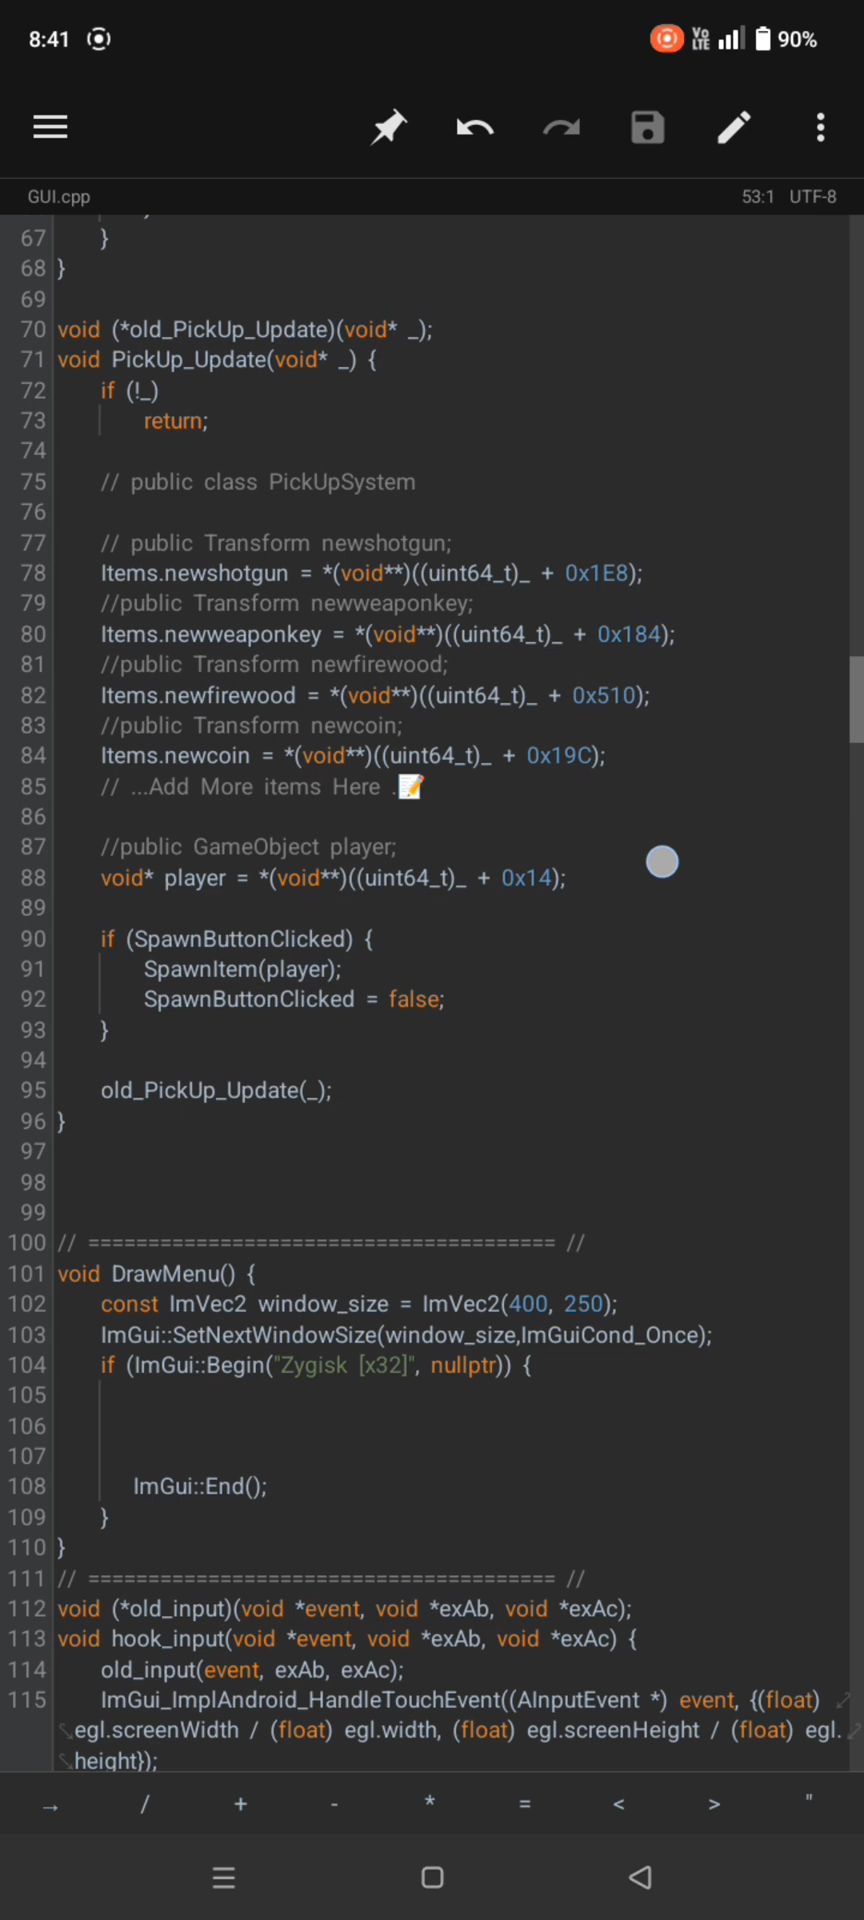 8:41 Vo LTE 90%
GUI.cpp 53:1 UTF-8
67 }
68 }
69
70 void (*old_PickUp_Update)(void* _);
71 void PickUp_Update(void* _) {
72 if (!_)
73 return;
74
75 // public class PickUpSystem
76
77 // public Transform newshotgun;
78 Items.newshotgun = *(void**)((uint64_t)_ + 0x1E8);
79 //public Transform newweaponkey;
80 Items.newweaponkey = *(void**)((uint64_t)_ + 0x184);
81 //public Transform newfirewood;
82 Items.newfirewood = *(void**)((uint64_t)_ + 0x510);
83 //public Transform newcoin;
84 Items.newcoin = *(void**)((uint64_t)_ + 0x19C);
85 // ...Add More items Here .📝
86
87 //public GameObject player;
88 void* player = *(void**)((uint64_t)_ + 0x14);
89
90 if (SpawnButtonClicked) {
91 SpawnItem(player);
92 SpawnButtonClicked = false;
93 }
94
95 old_PickUp_Update(_);
96 }
97
98
99
100 // ======================================= //
101 void DrawMenu() {
102 const ImVec2 window_size = ImVec2(400, 250);
103 ImGui::SetNextWindowSize(window_size,ImGuiCond_Once);
104 if (ImGui::Begin("Zygisk [x32]", nullptr)) {
105
106
107
108 ImGui::End();
109 }
110 }
111 // ======================================= //
112 void (*old_input)(void *event, void *exAb, void *exAc);
113 void hook_input(void *event, void *exAb, void *exAc) {
114 old_input(event, exAb, exAc);
115 ImGui_ImplAndroid_HandleTouchEvent((AInputEvent *) event, {(float)
egl.screenWidth / (float) egl.width, (float) egl.screenHeight / (float) egl.
height});
→ / + - * = < > "